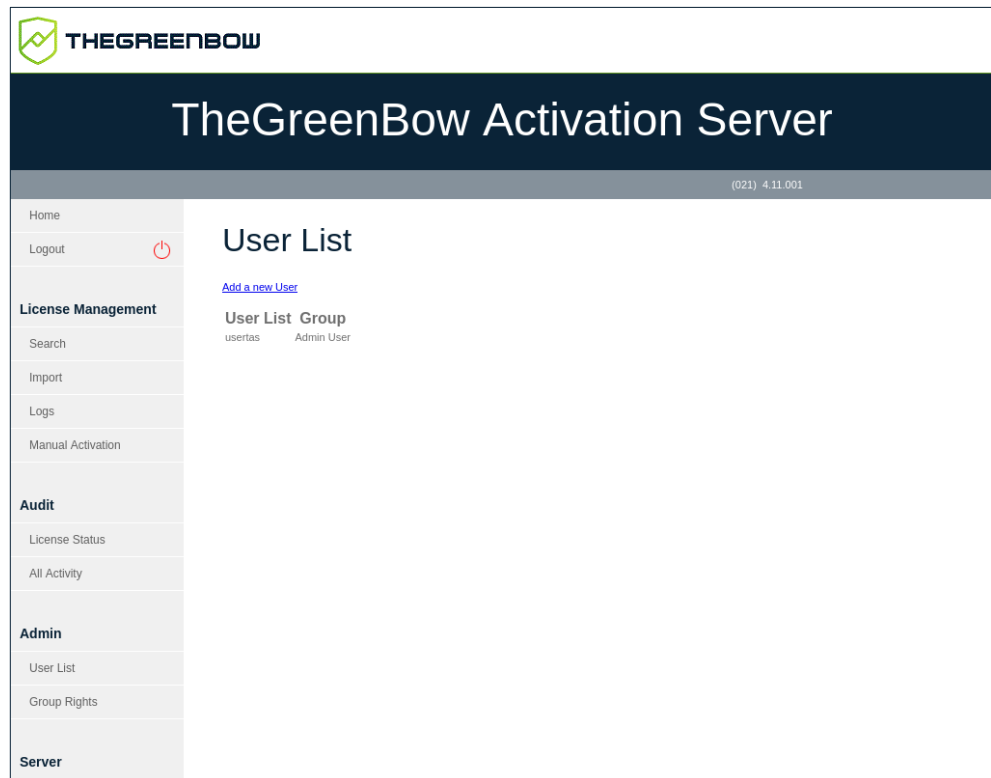 THEGREENBOW
TheGreenBow Activation Server
(021) 4.11.001
Home
Logout
License Management
Search
Import
Logs
Manual Activation
Audit
License Status
All Activity
Admin
User List
Group Rights
Server
User List
Add a new User
User List Group
usertas Admin User